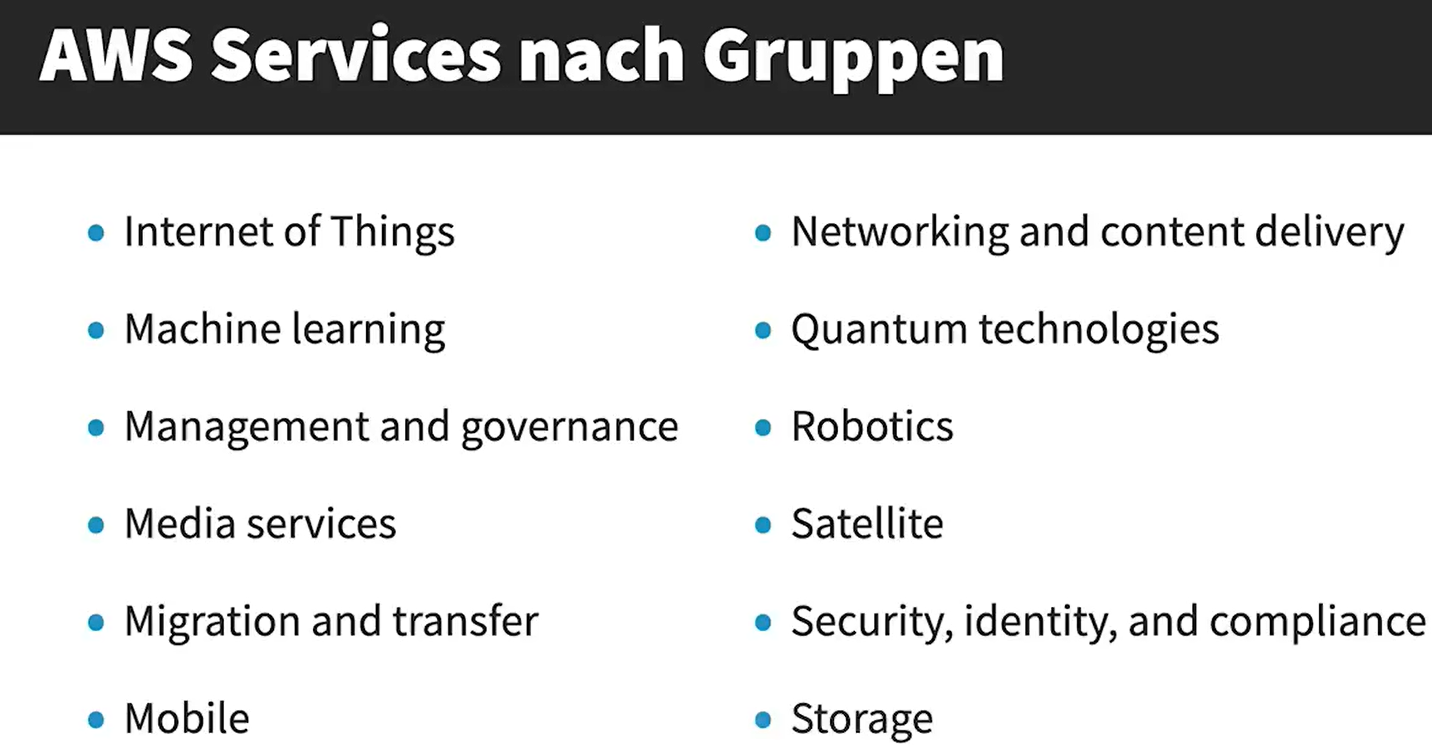 AWS Services nach Gruppen
• Internet of Things
• Machine learning
• Management and governance
• Media services
• Migration and transfer
• Mobile
• Networking and content delivery
• Quantum technologies
• Robotics
• Satellite
• Security, identity, and compliance
• Storage